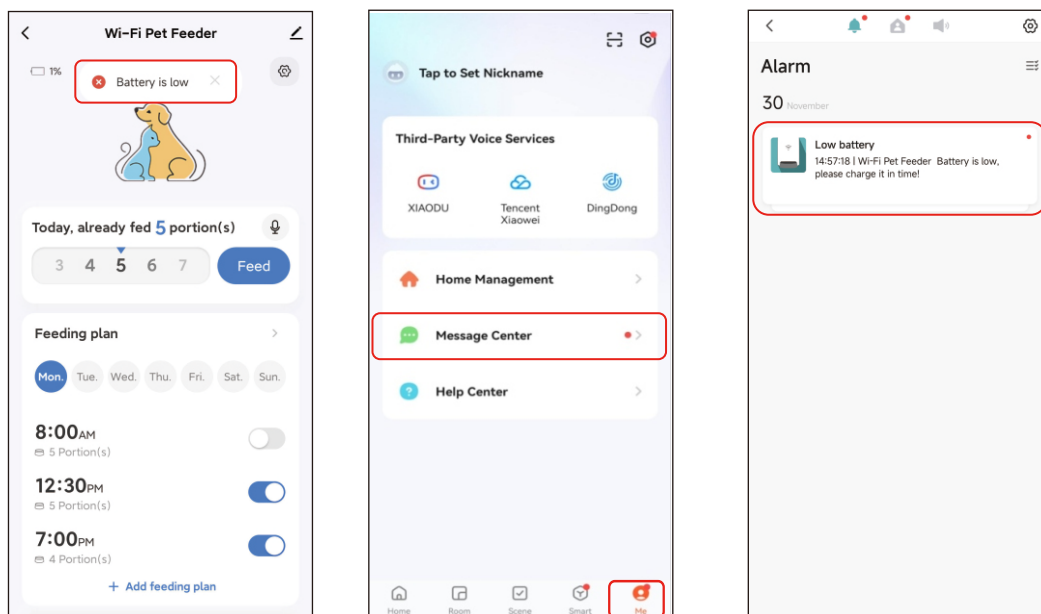 Wi-Fi Pet Feeder
1%
Battery is low
Today, already fed 5 portion(s)
3 4 5 6 7
Feed
Feeding plan
Mon. Tue. Wed. Thu. Fri. Sat. Sun.
8:00AM
5 Portion(s)
12:30PM
5 Portion(s)
7:00PM
4 Portion(s)
+ Add feeding plan
Tap to Set Nickname
Third-Party Voice Services
XIAODU
Tencent
Xiaowei
DingDong
Home Management
Message Center
Help Center
Home Room Scene Smart Me
Alarm
30 November
Low battery
14:57:18 | Wi-Fi Pet Feeder Battery is low,
please charge it in time!